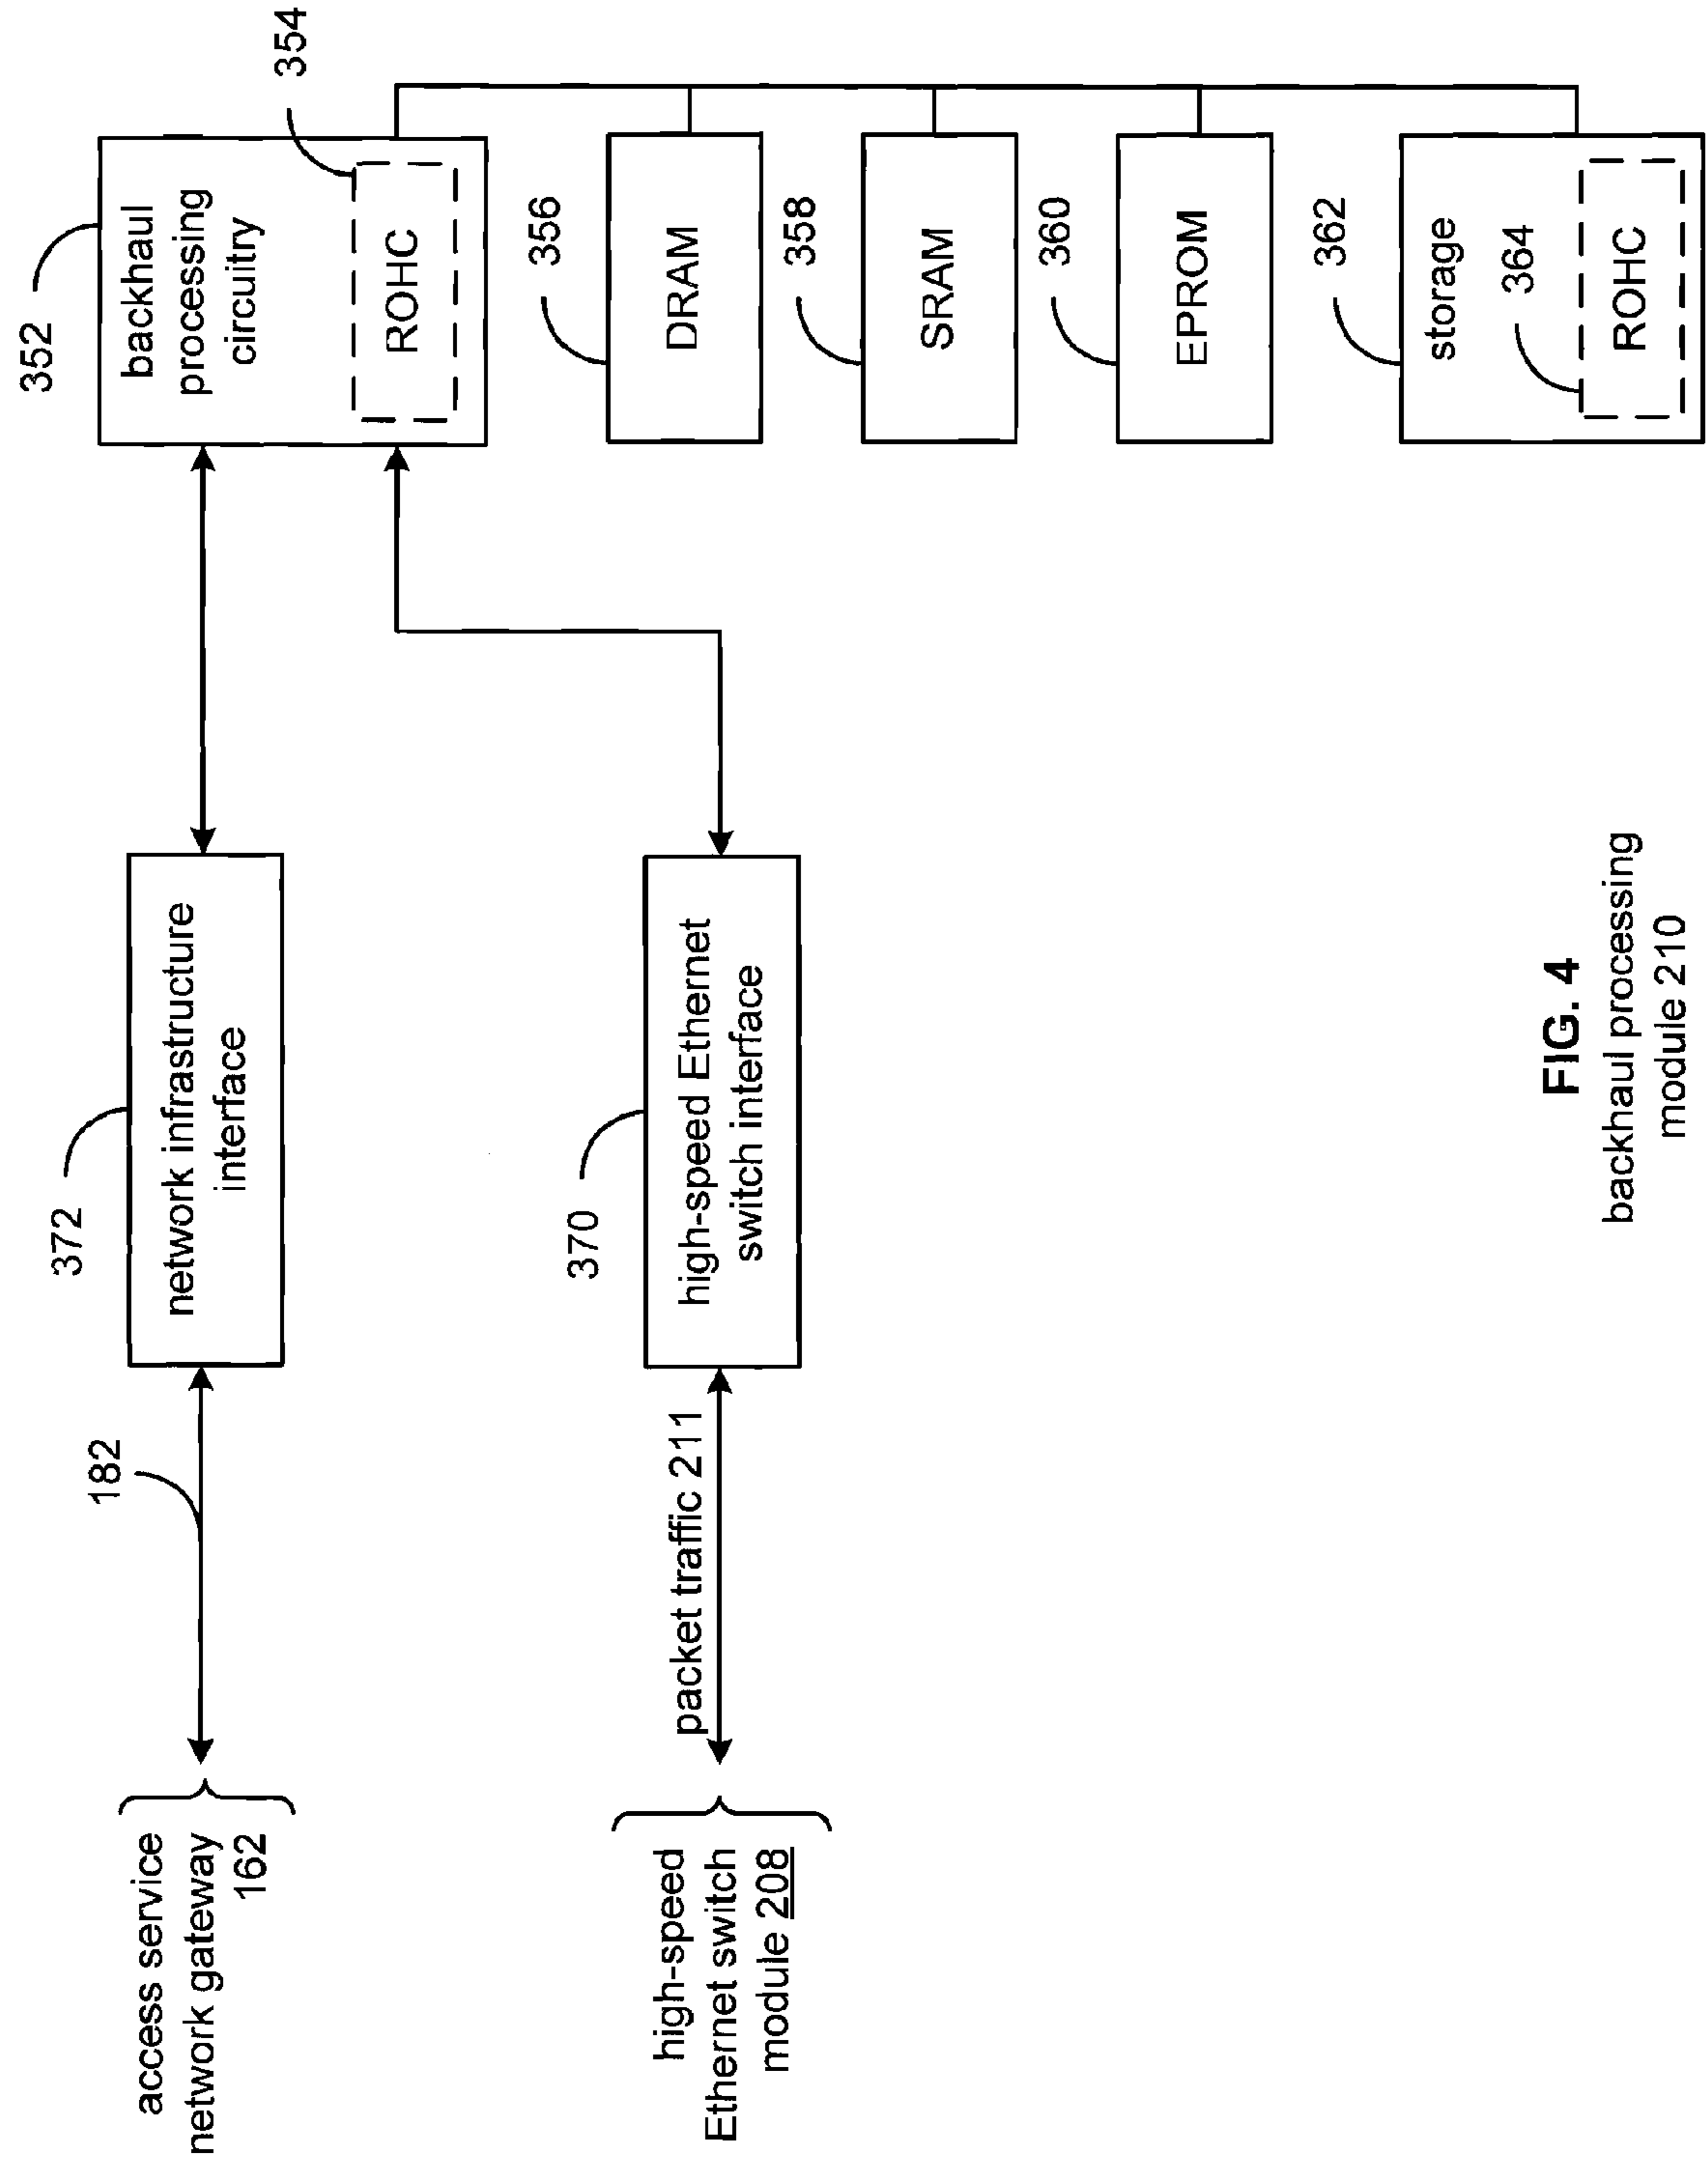 352
backhaul
processing
circuitry
354
ROHC
356
DRAM
358
SRAM
360
EPROM
362
storage
364
ROHC
372
network infrastructure
interface
370
high-speed Ethernet
switch interface
182
packet traffic 211
access service
network gateway
162
high-speed
Ethernet switch
module 208
FIG. 4
backhaul processing
module 210